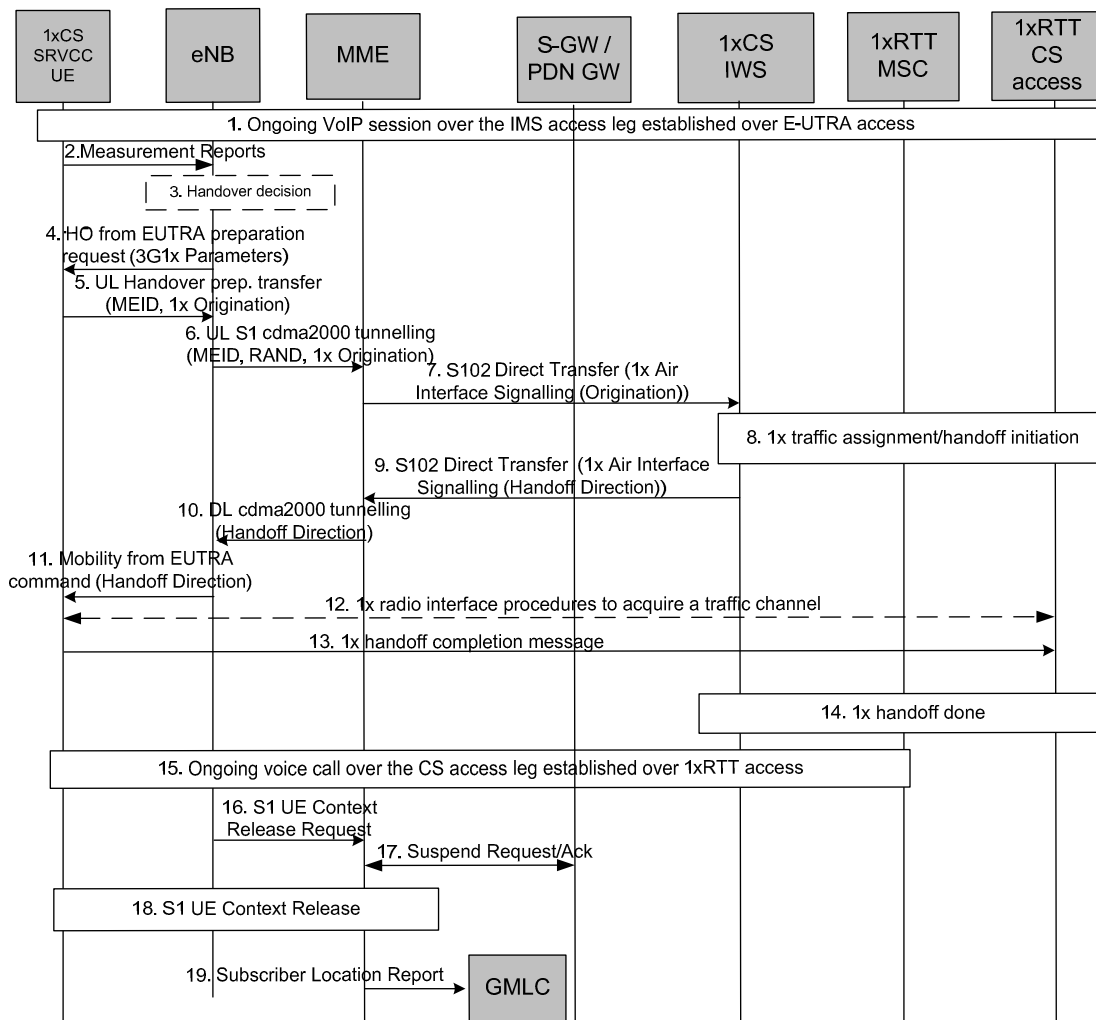 1xCS
SRVCC
UE
eNB
MME
S-GW /
PDN GW
1xCS
IWS
1xRTT
MSC
1xRTT
CS
access
1. Ongoing VoIP session over the IMS access leg established over E-UTRA access
2.Measurement Reports
3. Handover decision
4. HO from EUTRA preparation
request (3G1x Parameters)
5. UL Handover prep. transfer
(MEID, 1x Origination)
6. UL S1 cdma2000 tunnelling
(MEID, RAND, 1x Origination)
7. S102 Direct Transfer (1x Air
Interface Signalling (Origination))
8. 1x traffic assignment/handoff initiation
9. S102 Direct Transfer (1x Air Interface
Signalling (Handoff Direction))
10. DL cdma2000 tunnelling
(Handoff Direction)
11. Mobility from EUTRA
command (Handoff Direction)
12. 1x radio interface procedures to acquire a traffic channel
13. 1x handoff completion message
14. 1x handoff done
15. Ongoing voice call over the CS access leg established over 1xRTT access
16. S1 UE Context
Release Request
17. Suspend Request/Ack
18. S1 UE Context Release
19. Subscriber Location Report
GMLC